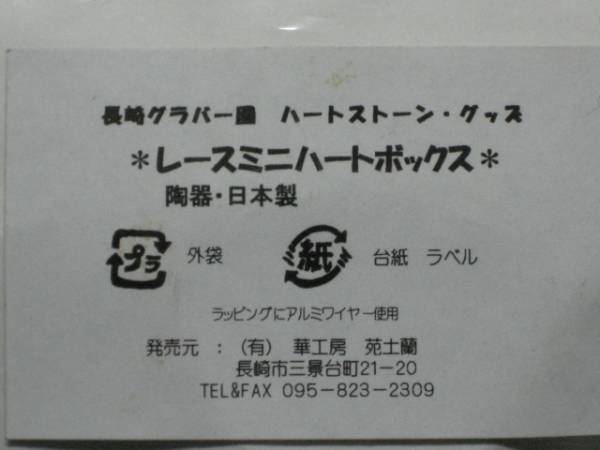 長崎グラバー園 ハートストーン・グッズ
*レースミニハートボックス*
陶器・日本製
プラ 外袋 紙 台紙 ラベル
ラッピングにアルミワイヤー使用
発売元 : (有) 華工房 苑土蘭
長崎市三景台町21-20
TEL&FAX 095-823-2309